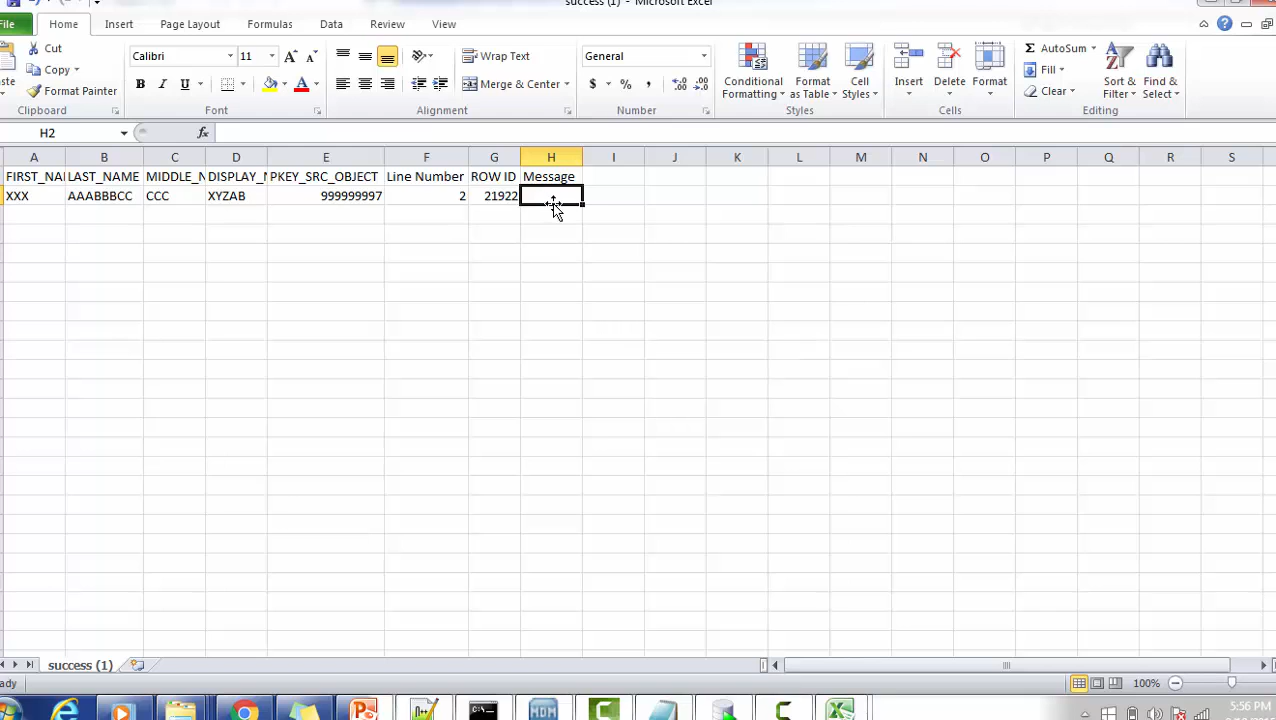 success (1) - Microsoft Excel
File Home Insert Page Layout Formulas Data Review View
Cut
Copy
Format Painter
Clipboard
Calibri 11
B I U
Font
Wrap Text
Merge & Center
Alignment
General
$ % ,
Number
Conditional Formatting
Format as Table
Cell Styles
Styles
Insert Delete Format
Cells
Σ AutoSum
Fill
Clear
Sort & Filter
Find & Select
Editing
H2 fx
A B C D E F G H I J K L M N O P Q R S
FIRST_NA LAST_NAME MIDDLE_N DISPLAY_N PKEY_SRC_OBJECT Line Number ROW ID Message
XXX AAABBBCC CCC XYZAB 999999997 2 21922
success (1)
ady 100%
MDM
5:56 PM